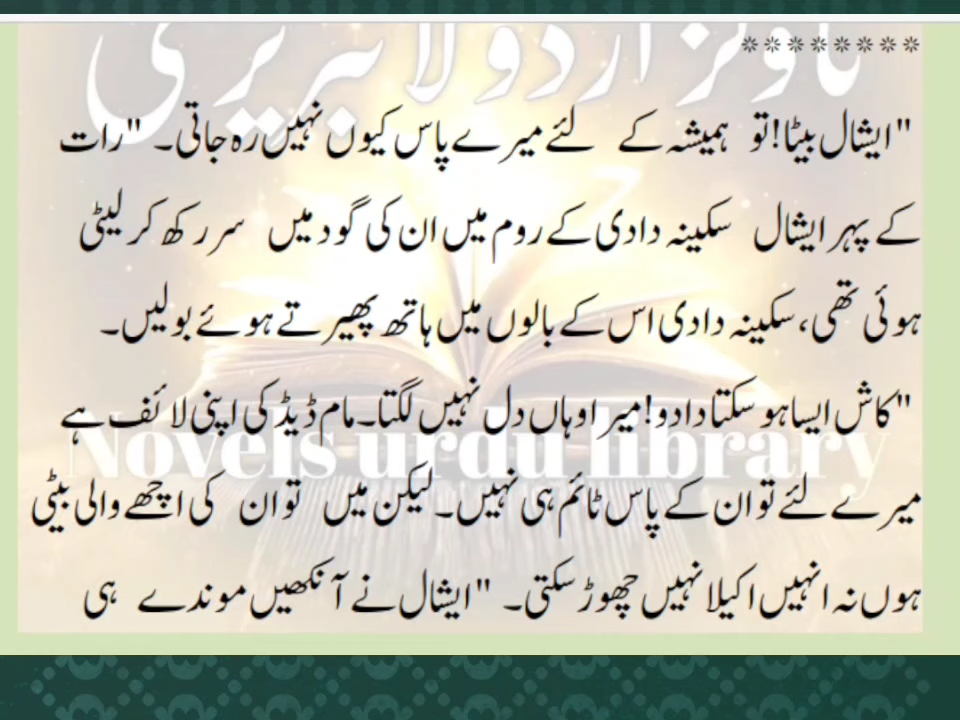 ناولز اردو لائبریری
********
"ایشال بیٹا! تو ہمیشہ کے لئے میرے پاس کیوں نہیں رہ جاتی۔ "رات
کے پہر ایشال سکینہ دادی کے روم میں ان کی گود میں سر رکھ کر لیٹی
ہوئی تھی، سکینہ دادی اس کے بالوں میں ہاتھ پھیرتے ہوئے بولیں۔
"کاش ایسا ہو سکتا دادو! میرا وہاں دل نہیں لگتا۔ مام ڈیڈ کی اپنی لائف ہے
Novels urdu library
میرے لئے تو ان کے پاس ٹائم ہی نہیں۔ لیکن میں تو ان کی اچھے والی بیٹی
ہوں نہ انہیں اکیلا نہیں چھوڑ سکتی۔ "ایشال نے آنکھیں موندے ہی